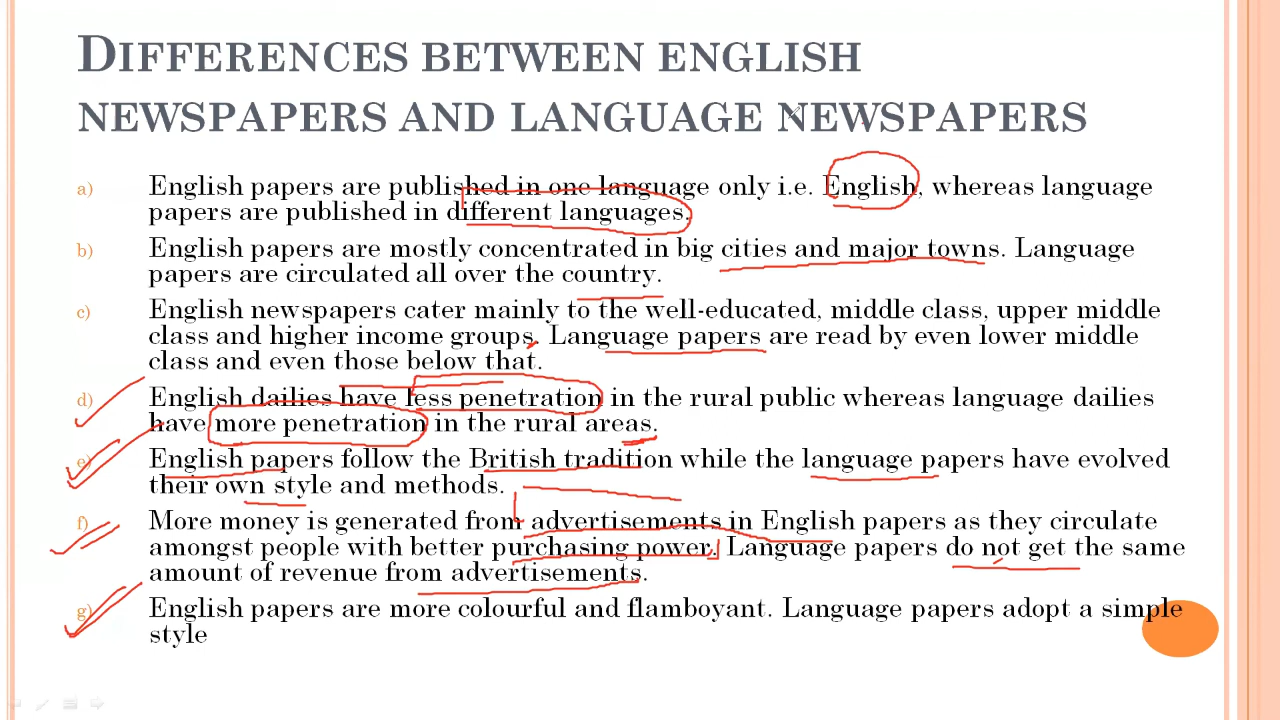 DIFFERENCES BETWEEN ENGLISH
NEWSPAPERS AND LANGUAGE NEWSPAPERS
a) English papers are published in one language only i.e. English, whereas language
papers are published in different languages.
b) English papers are mostly concentrated in big cities and major towns. Language
papers are circulated all over the country.
c) English newspapers cater mainly to the well-educated, middle class, upper middle
class and higher income groups. Language papers are read by even lower middle
class and even those below that.
d) English dailies have less penetration in the rural public whereas language dailies
have more penetration in the rural areas.
e) English papers follow the British tradition while the language papers have evolved
their own style and methods.
f) More money is generated from advertisements in English papers as they circulate
amongst people with better purchasing power. Language papers do not get the same
amount of revenue from advertisements.
g) English papers are more colourful and flamboyant. Language papers adopt a simple
style